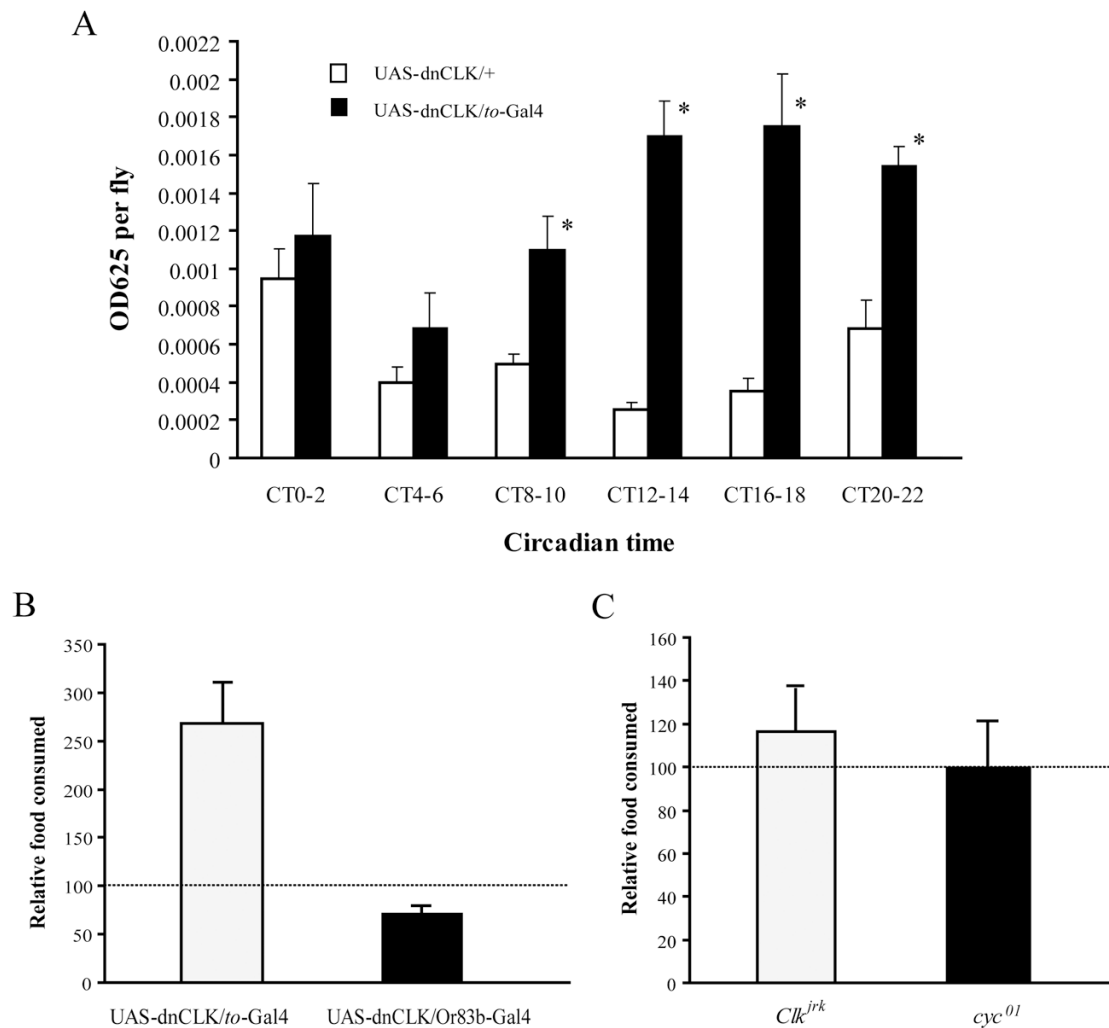 A
0.0022
0.002
0.0018
0.0016
0.0014
0.0012
0.001
0.0008
0.0006
0.0004
0.0002
0
OD625 per fly
UAS-dnCLK/+
UAS-dnCLK/to-Gal4
* * * *
CT0-2 CT4-6 CT8-10 CT12-14 CT16-18 CT20-22
Circadian time
B
350
300
250
200
150
100
50
0
Relative food consumed
UAS-dnCLK/to-Gal4 UAS-dnCLK/Or83b-Gal4
C
160
140
120
100
80
60
40
20
0
Relative food consumed
Clk^jrk cyc^01